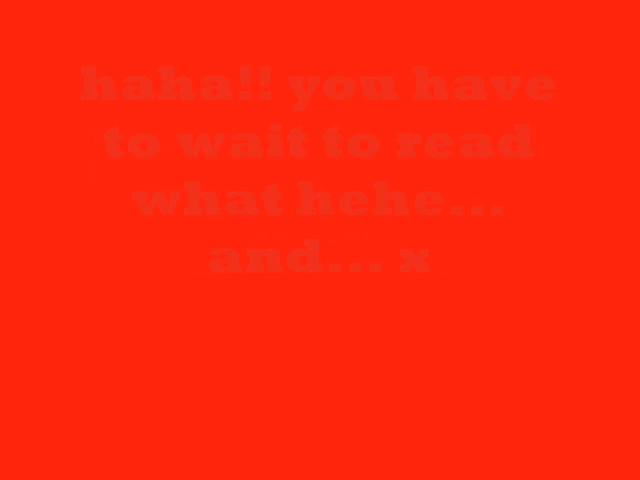 haha!! you have
to wait to read
what hehe...
and... x